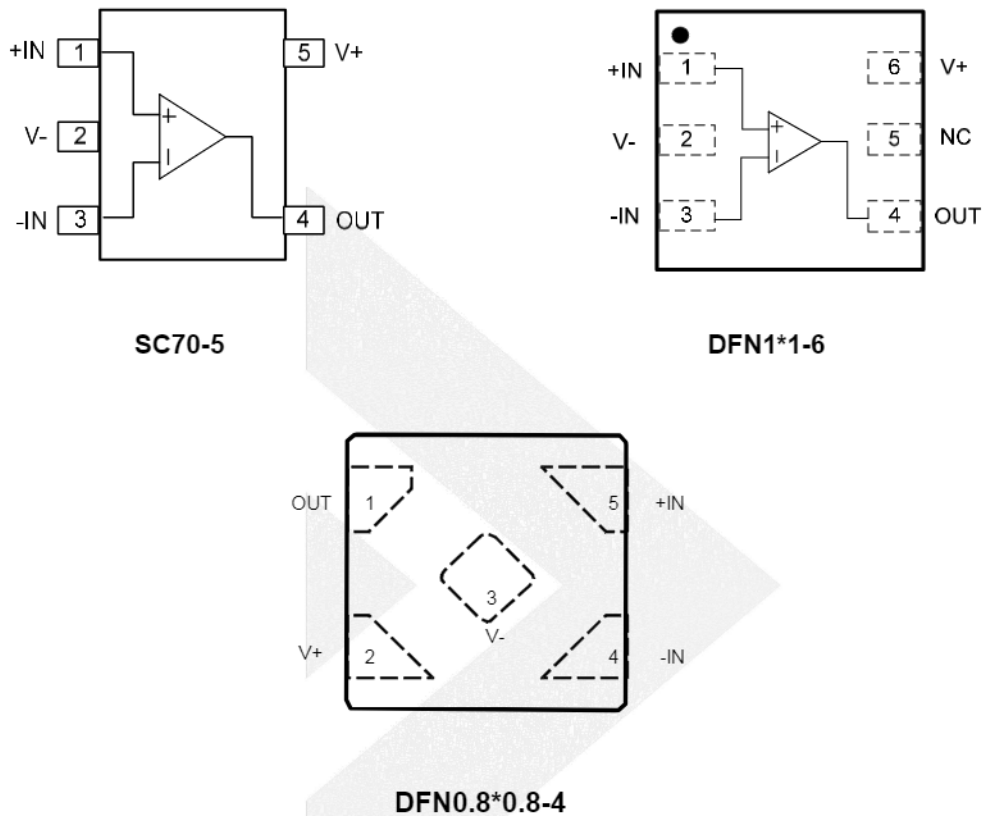 +IN 1 5 V+
V- 2
-IN 3 4 OUT
+
-
SC70-5
+IN 1 6 V+
V- 2 5 NC
-IN 3 4 OUT
+
-
DFN1*1-6
OUT 1 5 +IN
3
V-
V+ 2 4 -IN
DFN0.8*0.8-4